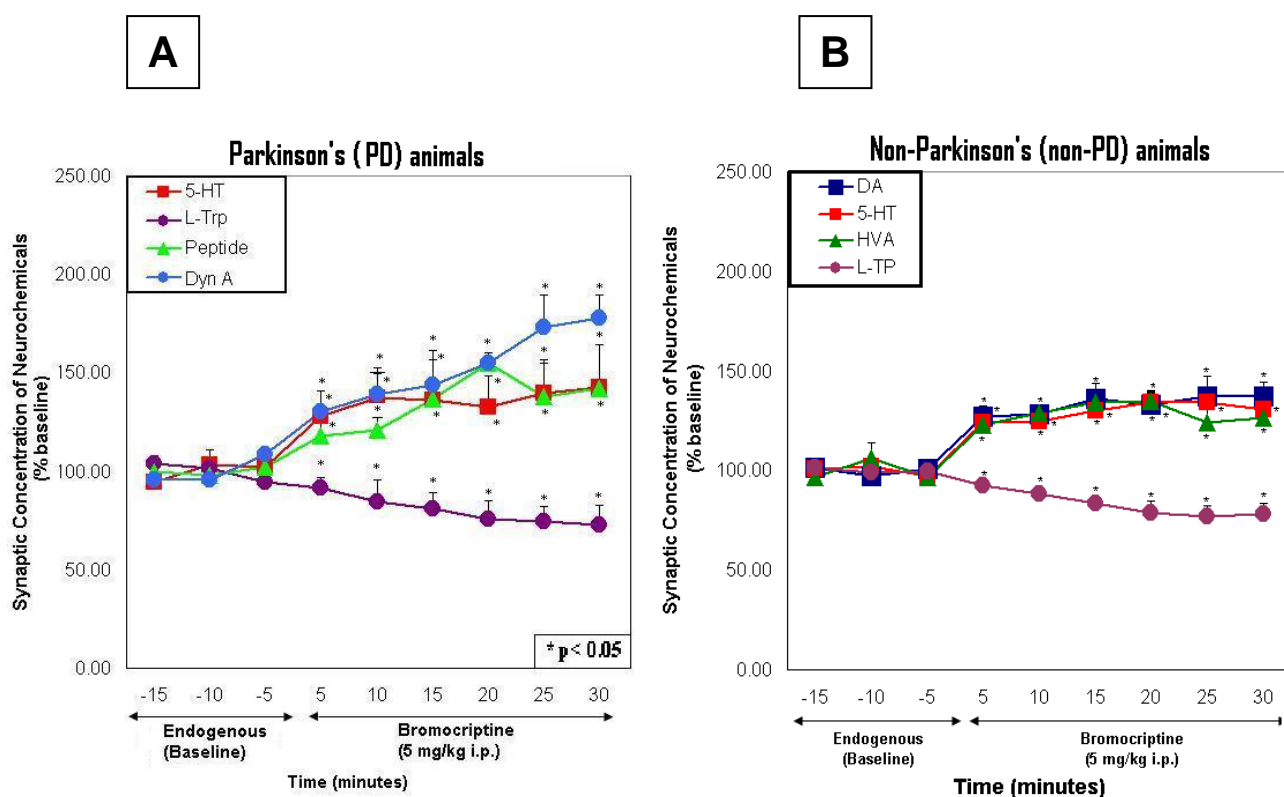 A
Parkinson's (PD) animals
5-HT
L-Trp
Peptide
Dyn A
Synaptic Concentration of Neurochemicals
(% baseline)
250.00
200.00
150.00
100.00
50.00
0.00
* p< 0.05
-15 -10 -5 5 10 15 20 25 30
Endogenous
(Baseline)
Bromocriptine
(5 mg/kg i.p.)
Time (minutes)
B
Non-Parkinson's (non-PD) animals
DA
5-HT
HVA
L-TP
Synaptic Concentration of Neurochemicals
(% baseline)
250.00
200.00
150.00
100.00
50.00
0.00
-15 -10 -5 5 10 15 20 25 30
Endogenous
(Baseline)
Bromocriptine
(5 mg/kg i.p.)
Time (minutes)